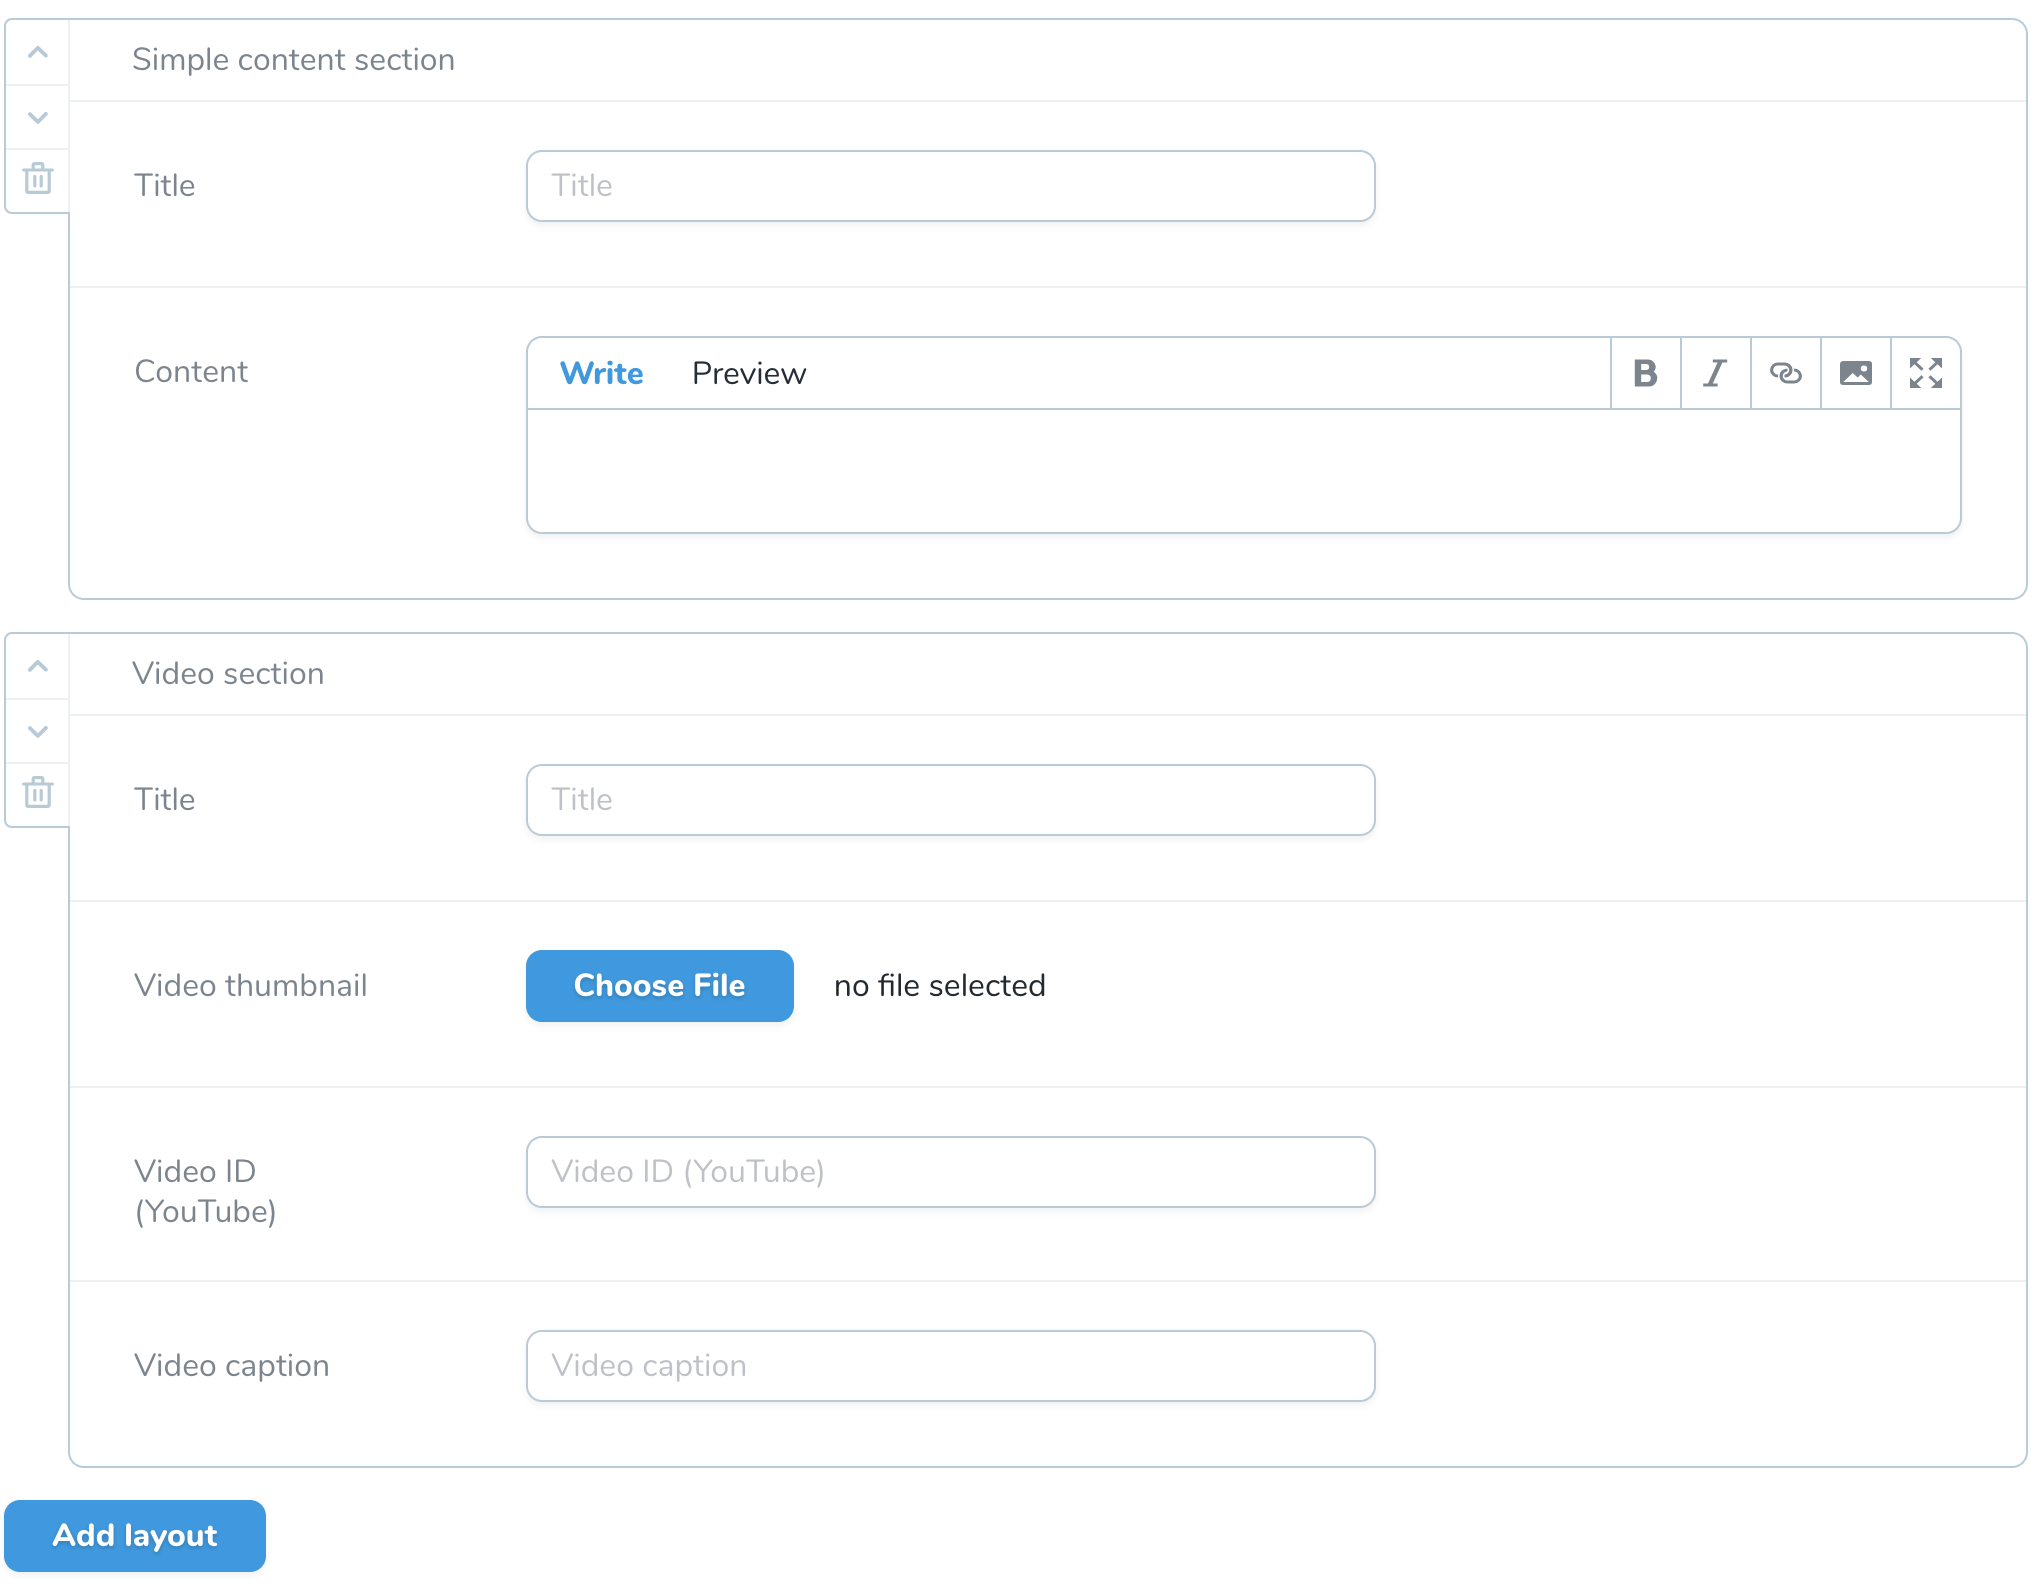 Simple content section
Title
Title
Content
Write Preview B I
Video section
Title
Title
Video thumbnail
Choose File no file selected
Video ID
(YouTube)
Video ID (YouTube)
Video caption
Video caption
Add layout